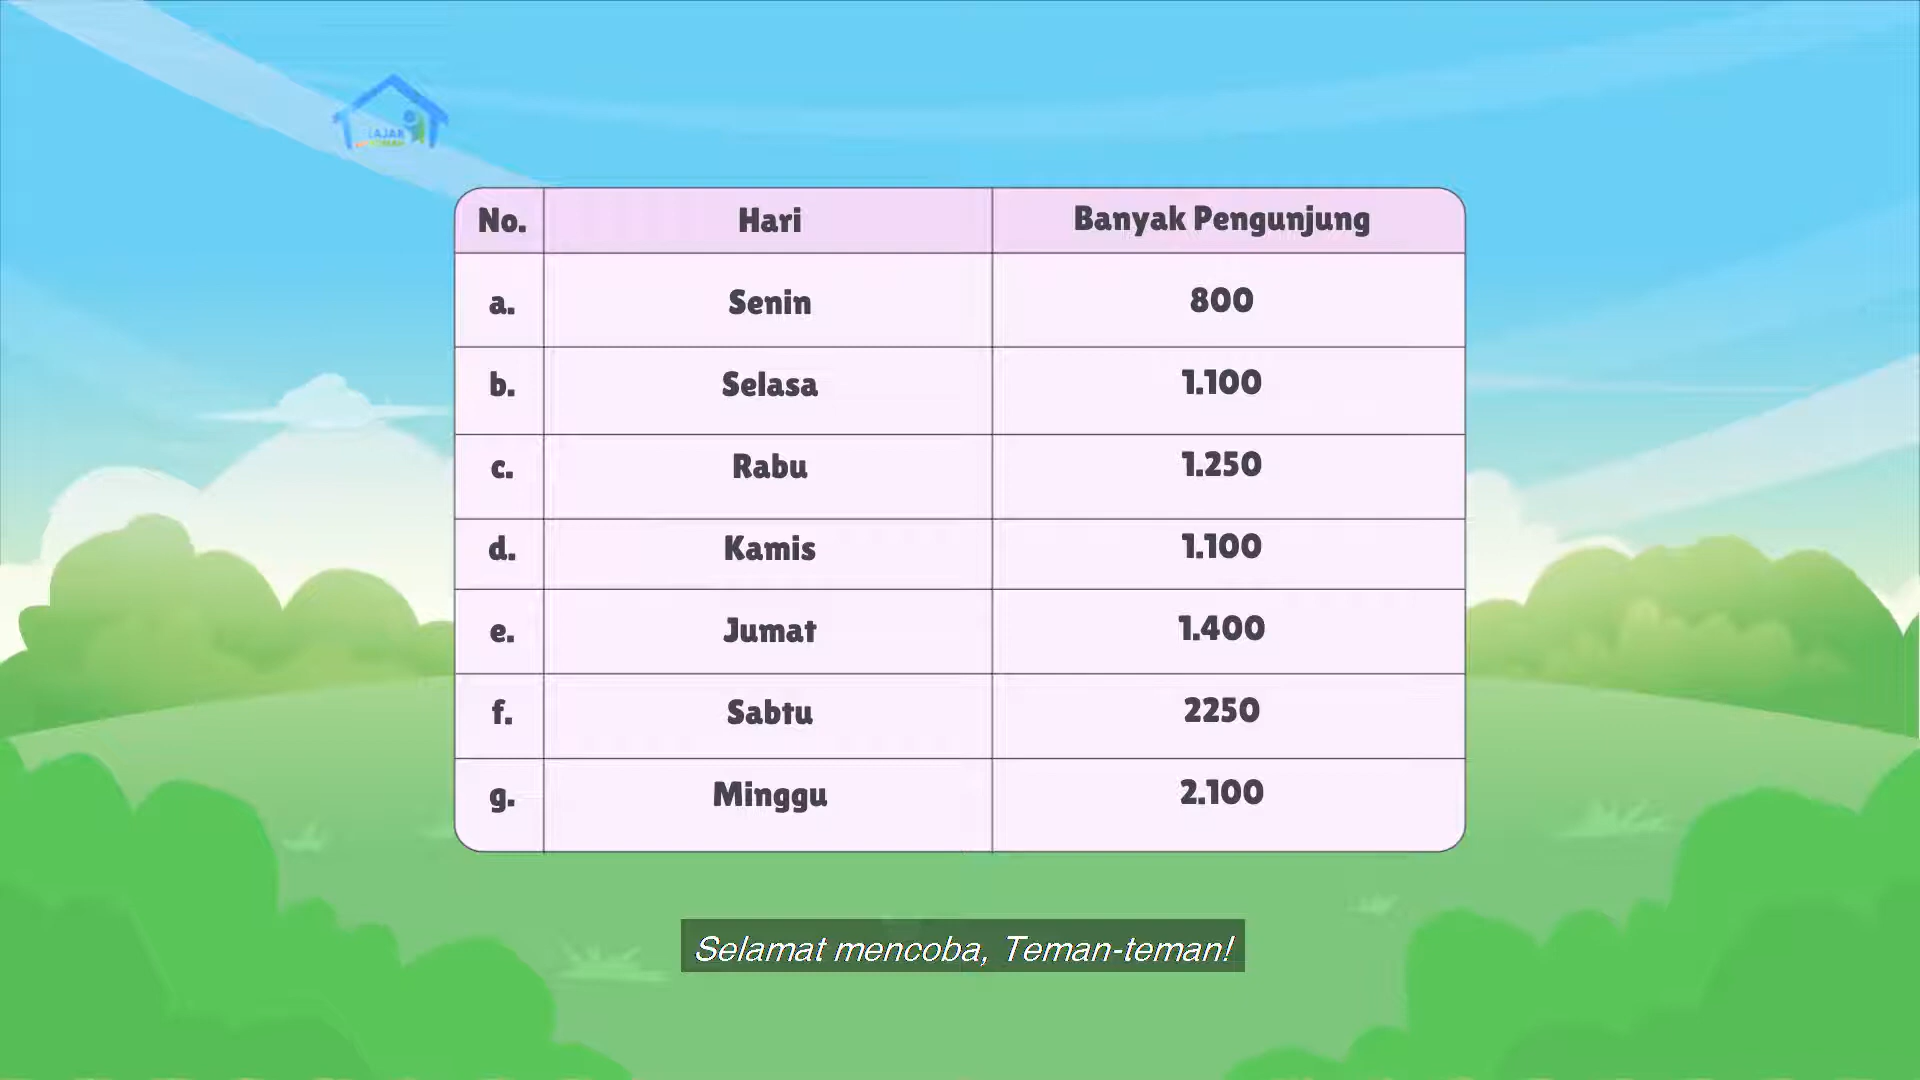 No. Hari Banyak Pengunjung
a. Senin 800
b. Selasa 1.100
c. Rabu 1.250
d. Kamis 1.100
e. Jumat 1.400
f. Sabtu 2250
g. Minggu 2.100
Selamat mencoba, Teman-teman!